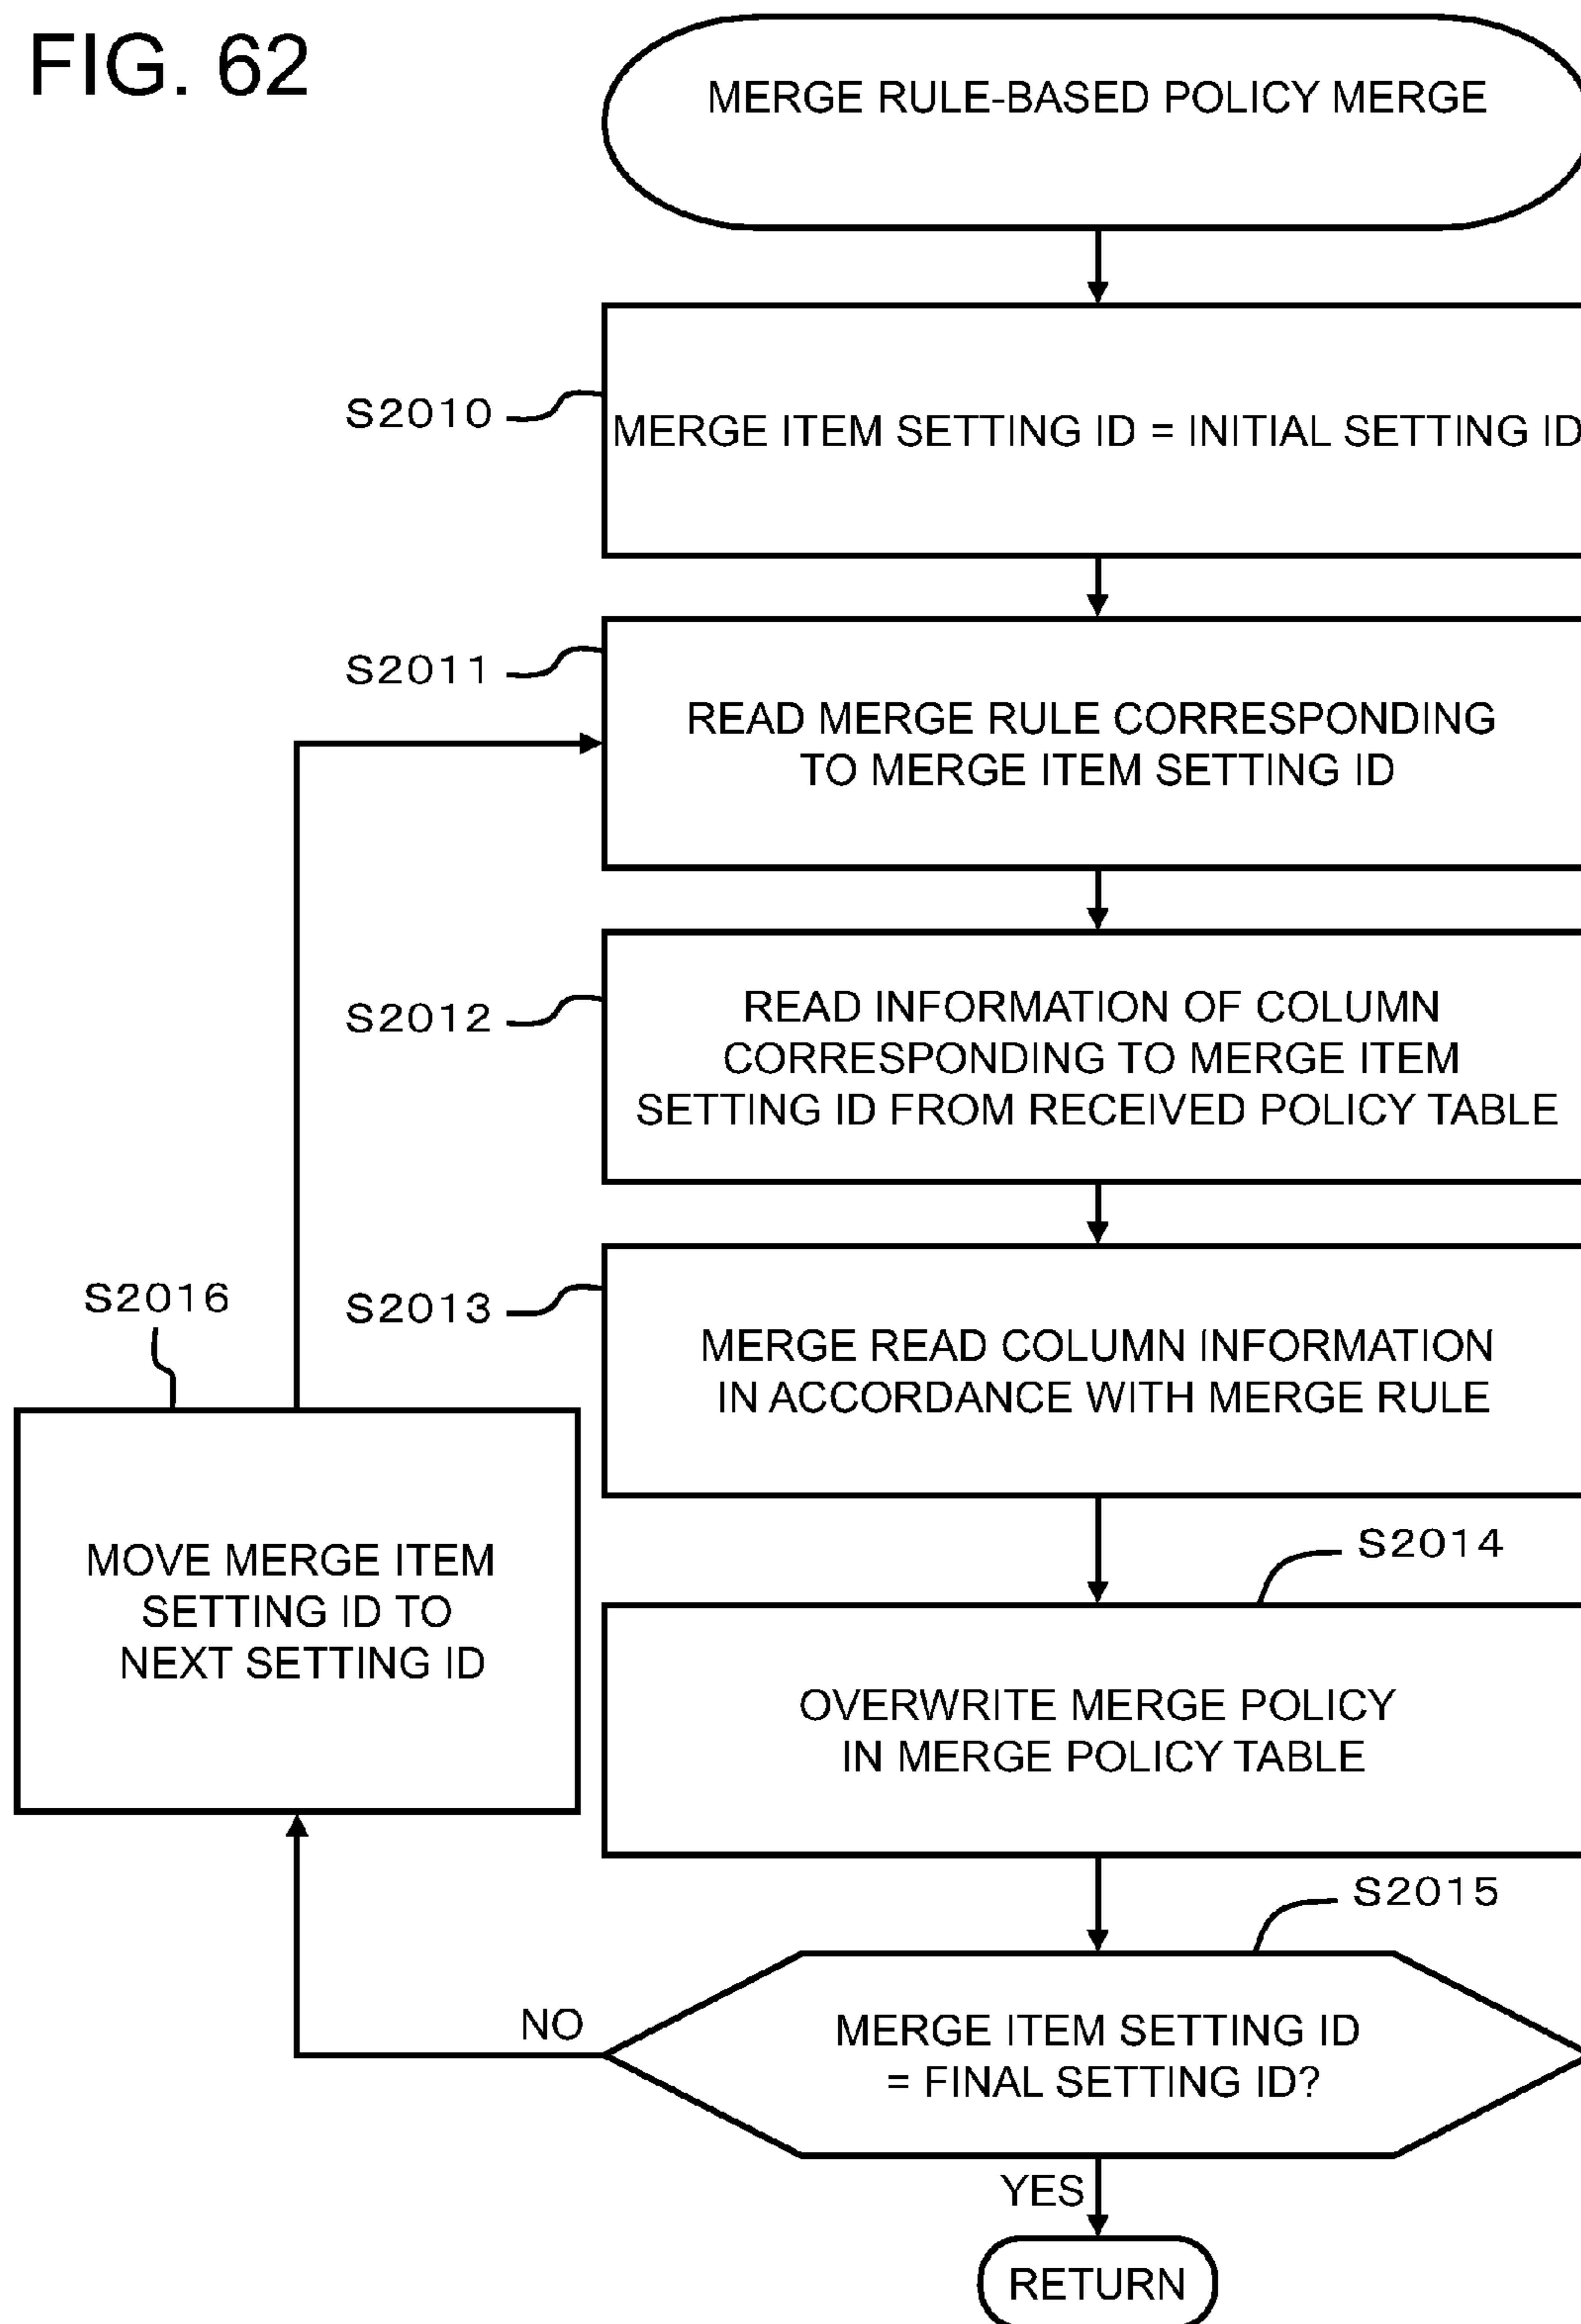 FIG. 62
MERGE RULE-BASED POLICY MERGE
S2010
MERGE ITEM SETTING ID = INITIAL SETTING ID
S2011
READ MERGE RULE CORRESPONDING
TO MERGE ITEM SETTING ID
S2012
READ INFORMATION OF COLUMN
CORRESPONDING TO MERGE ITEM
SETTING ID FROM RECEIVED POLICY TABLE
S2013
MERGE READ COLUMN INFORMATION
IN ACCORDANCE WITH MERGE RULE
S2014
OVERWRITE MERGE POLICY
IN MERGE POLICY TABLE
S2015
MERGE ITEM SETTING ID
= FINAL SETTING ID?
NO
S2016
MOVE MERGE ITEM
SETTING ID TO
NEXT SETTING ID
YES
RETURN